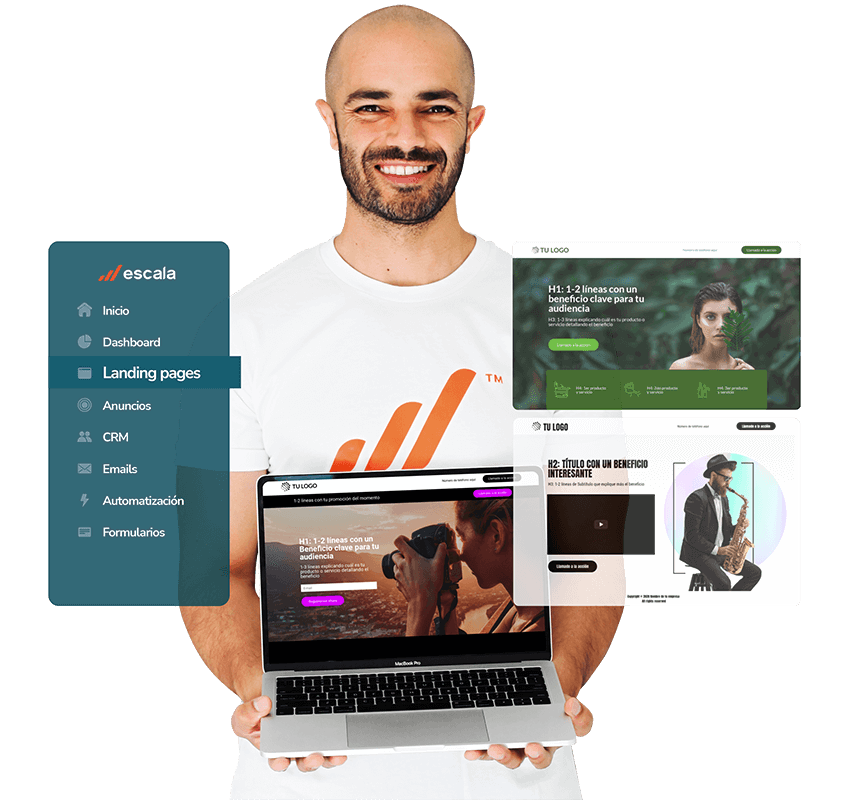 escala
Inicio
Dashboard
Landing pages
Anuncios
CRM
Emails
Automatización
Formularios
TM
TU LOGO
Número de teléfono aquí
Llamado a la acción
H1: 1-2 líneas con un
beneficio clave para tu
audiencia
H3: 1-3 líneas explicando cuál es tu producto o
servicio detallando el beneficio
Llamado a la acción
H4: 1er producto
y servicio
H4: 2do producto
y servicio
H4: 3er producto
y servicio
TU LOGO
Número de teléfono aquí
Llamado a la acción
H2: TÍTULO CON UN BENEFICIO
INTERESANTE
H3: 1-2 líneas de Subtítulo que explique más el beneficio
Llamado a la acción
Copyright © 2020 Nombre de tu empresa
All rights reserved
TU LOGO
Número de teléfono aquí
Llamado a la acción
1-2 líneas con tu promoción del momento
H1: 1-2 líneas con un
Beneficio clave para tu
audiencia
1-3 líneas explicando cuál es tu
producto o servicio detallando el
beneficio
MacBook Pro